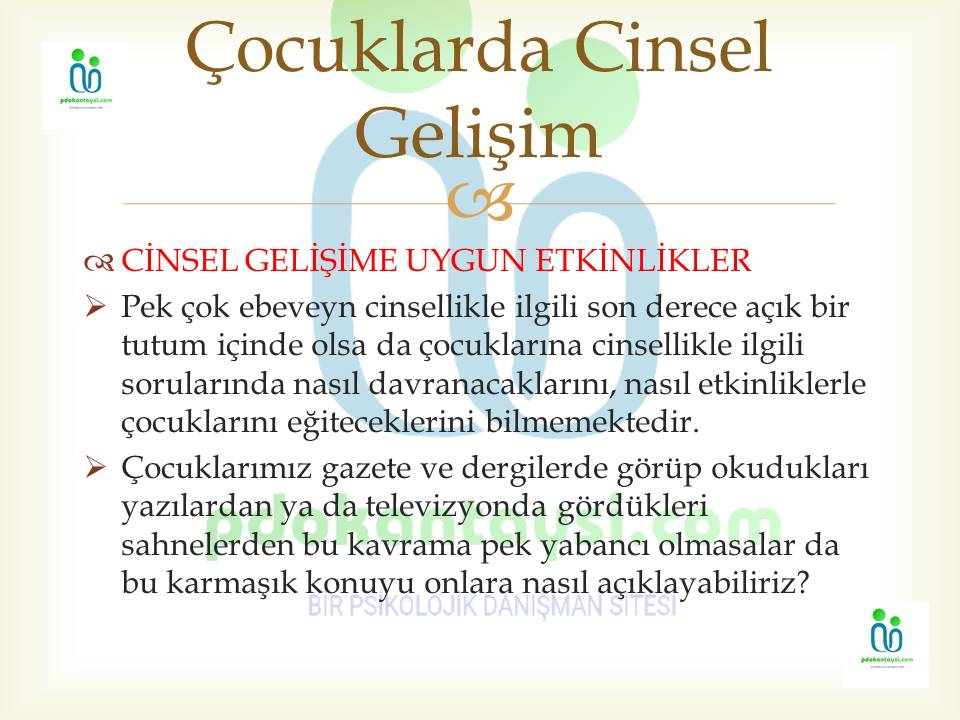 Çocuklarda Cinsel
Gelişim
pdokantaysi.com
CİNSEL GELİŞİME UYGUN ETKİNLİKLER
Pek çok ebeveyn cinsellikle ilgili son derece açık bir
tutum içinde olsa da çocuklarına cinsellikle ilgili
sorularında nasıl davranacaklarını, nasıl etkinliklerle
çocuklarını eğiteceklerini bilmemektedir.
Çocuklarımız gazete ve dergilerde görüp okudukları
yazılardan ya da televizyonda gördükleri
sahnelerden bu kavrama pek yabancı olmasalar da
bu karmaşık konuyu onlara nasıl açıklayabiliriz?
pdokantaysi.com
BİR PSİKOLOJİK DANIŞMAN SİTESİ
pdokantaysi.com